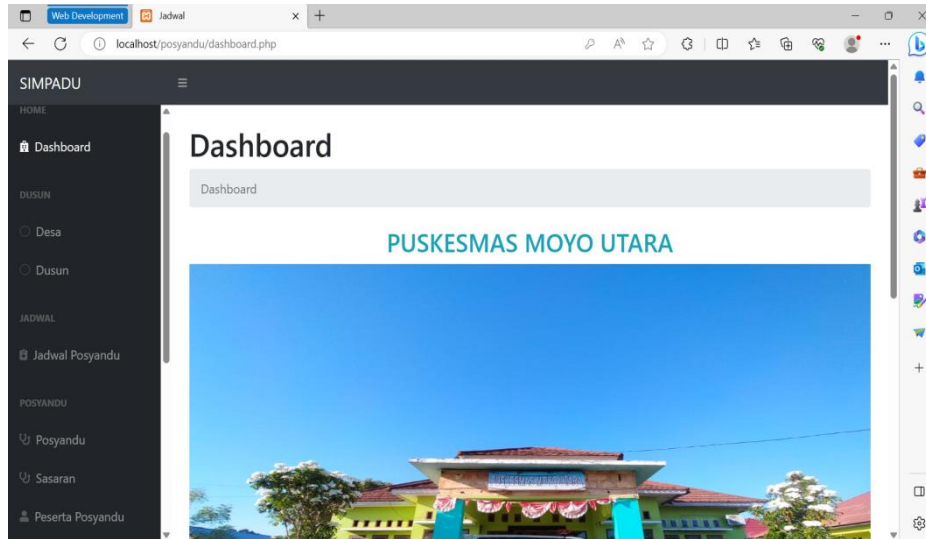 Web Development
Jadwal
localhost/posyandu/dashboard.php
SIMPADU
HOME
Dashboard
DUSUN
Desa
Dusun
JADWAL
Jadwal Posyandu
POSYANDU
Posyandu
Sasaran
Peserta Posyandu
Dashboard
Dashboard
PUSKESMAS MOYO UTARA